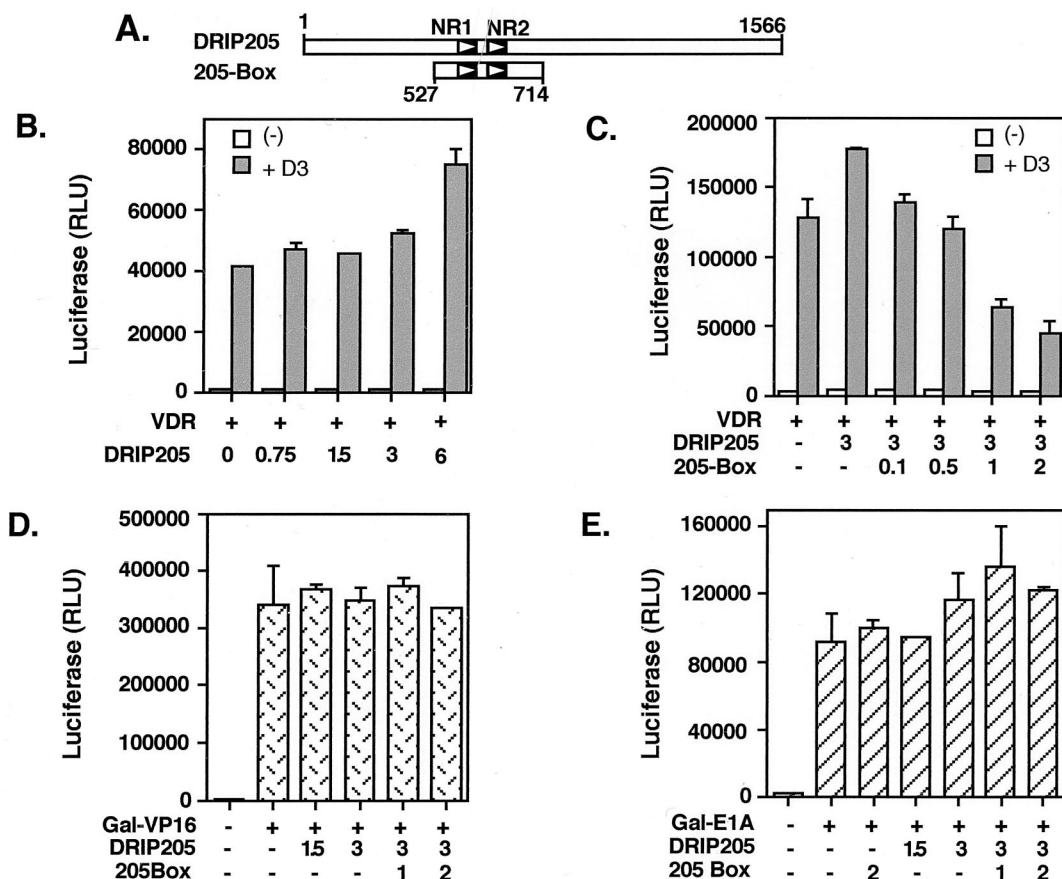 A.
1 NR1 NR2 1566
DRIP205
205-Box
527 714
B.
(-)
+ D3
80000
60000
40000
20000
0
Luciferase (RLU)
VDR + + + + +
DRIP205 0 0.75 1.5 3 6
C.
(-)
+ D3
200000
150000
100000
50000
0
Luciferase (RLU)
VDR + + + + + +
DRIP205 - 3 3 3 3 3
205-Box - - 0.1 0.5 1 2
D.
500000
400000
300000
200000
100000
0
Luciferase (RLU)
Gal-VP16 - + + + + +
DRIP205 - - 1.5 3 3 3
205Box - - - - 1 2
E.
160000
120000
80000
40000
0
Luciferase (RLU)
Gal-E1A - + + + + + +
DRIP205 - - - 1.5 3 3 3
205 Box - - 2 - - 1 2